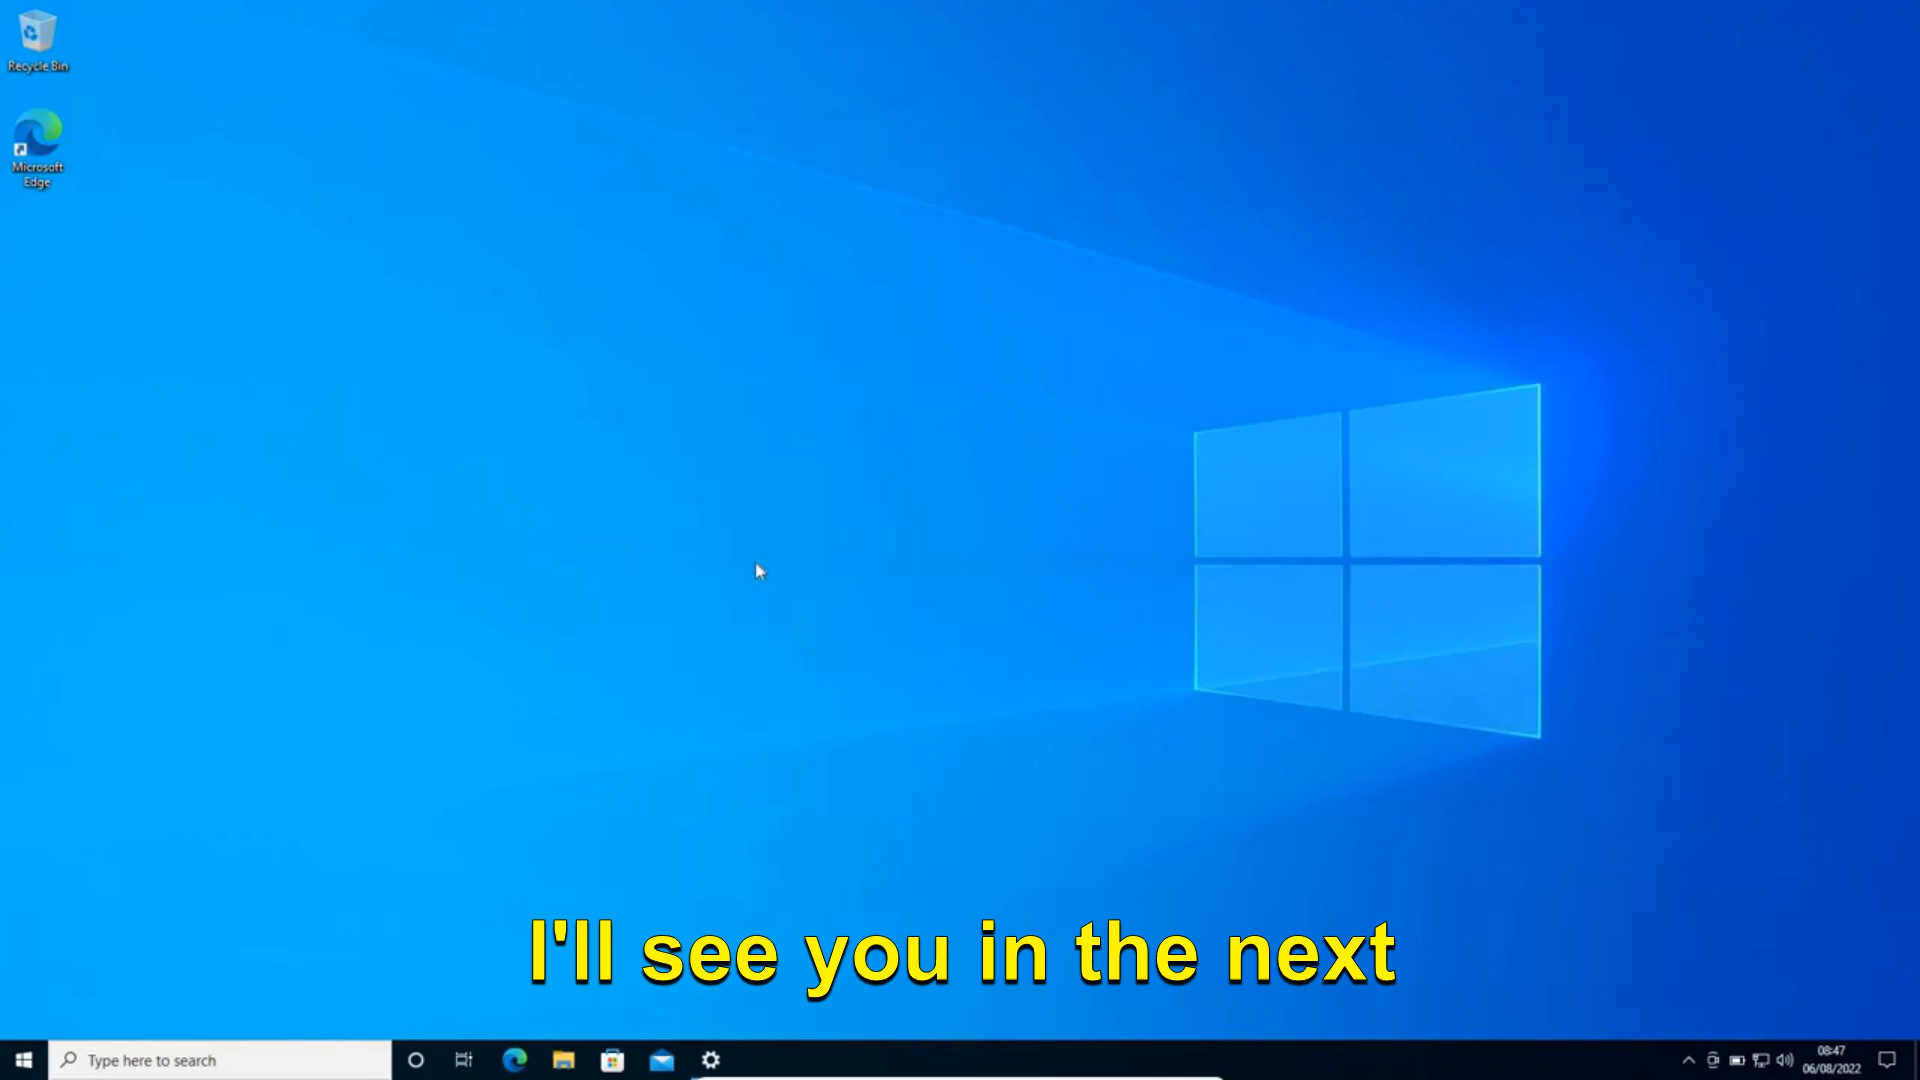 Recycle Bin
Microsoft
Edge
I'll see you in the next
Type here to search
08:47
06/08/2022